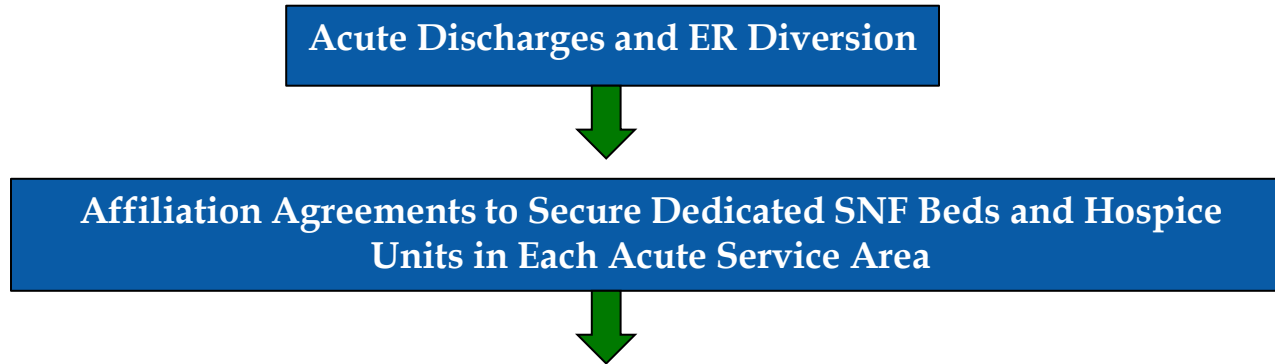 Acute Discharges and ER Diversion
Affiliation Agreements to Secure Dedicated SNF Beds and Hospice
Units in Each Acute Service Area